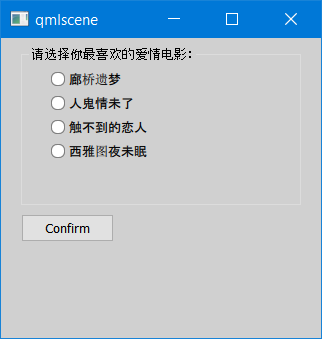 qmlscene
请选择你最喜欢的爱情电影：
廊桥遗梦
人鬼情未了
触不到的恋人
西雅图夜未眠
Confirm